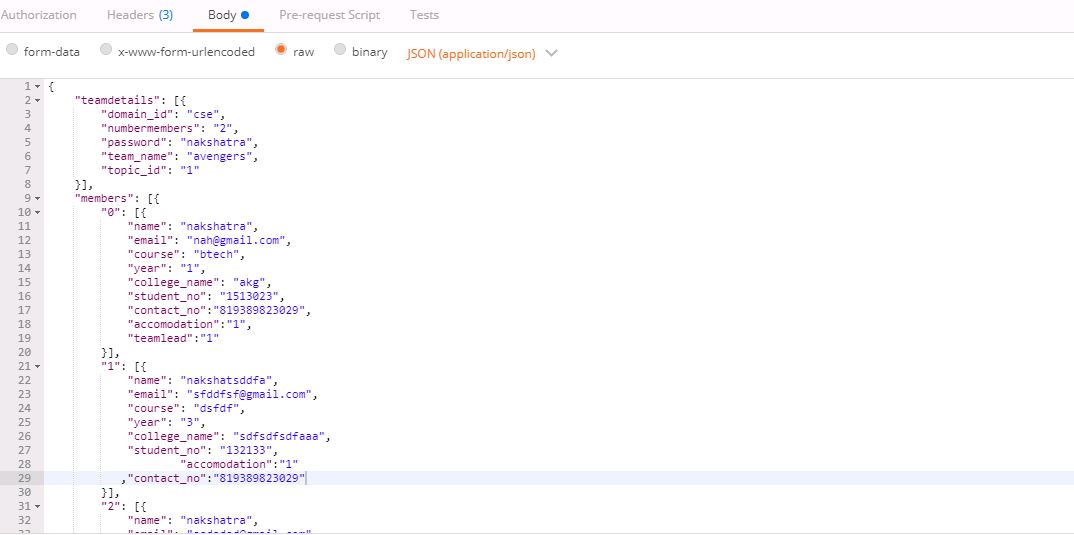 Authorization Headers (3) Body Pre-request Script Tests
form-data x-www-form-urlencoded raw binary JSON (application/json)
1 {
2 "teamdetails": [{
3 "domain_id": "cse",
4 "numbermembers": "2",
5 "password": "nakshatra",
6 "team_name": "avengers",
7 "topic_id": "1"
8 }],
9 "members": [{
10 "0": [{
11 "name": "nakshatra",
12 "email": "nah@gmail.com",
13 "course": "btech",
14 "year": "1",
15 "college_name": "akg",
16 "student_no": "1513023",
17 "contact_no":"819389823029",
18 "accomodation":"1",
19 "teamlead":"1"
20 }],
21 "1": [{
22 "name": "nakshatsddfa",
23 "email": "sfddfsf@gmail.com",
24 "course": "dsfdf",
25 "year": "3",
26 "college_name": "sdfsdfsdfaaa",
27 "student_no": "132133",
28 "accomodation":"1"
29 ,"contact_no":"819389823029"
30 }],
31 "2": [{
32 "name": "nakshatra",
33